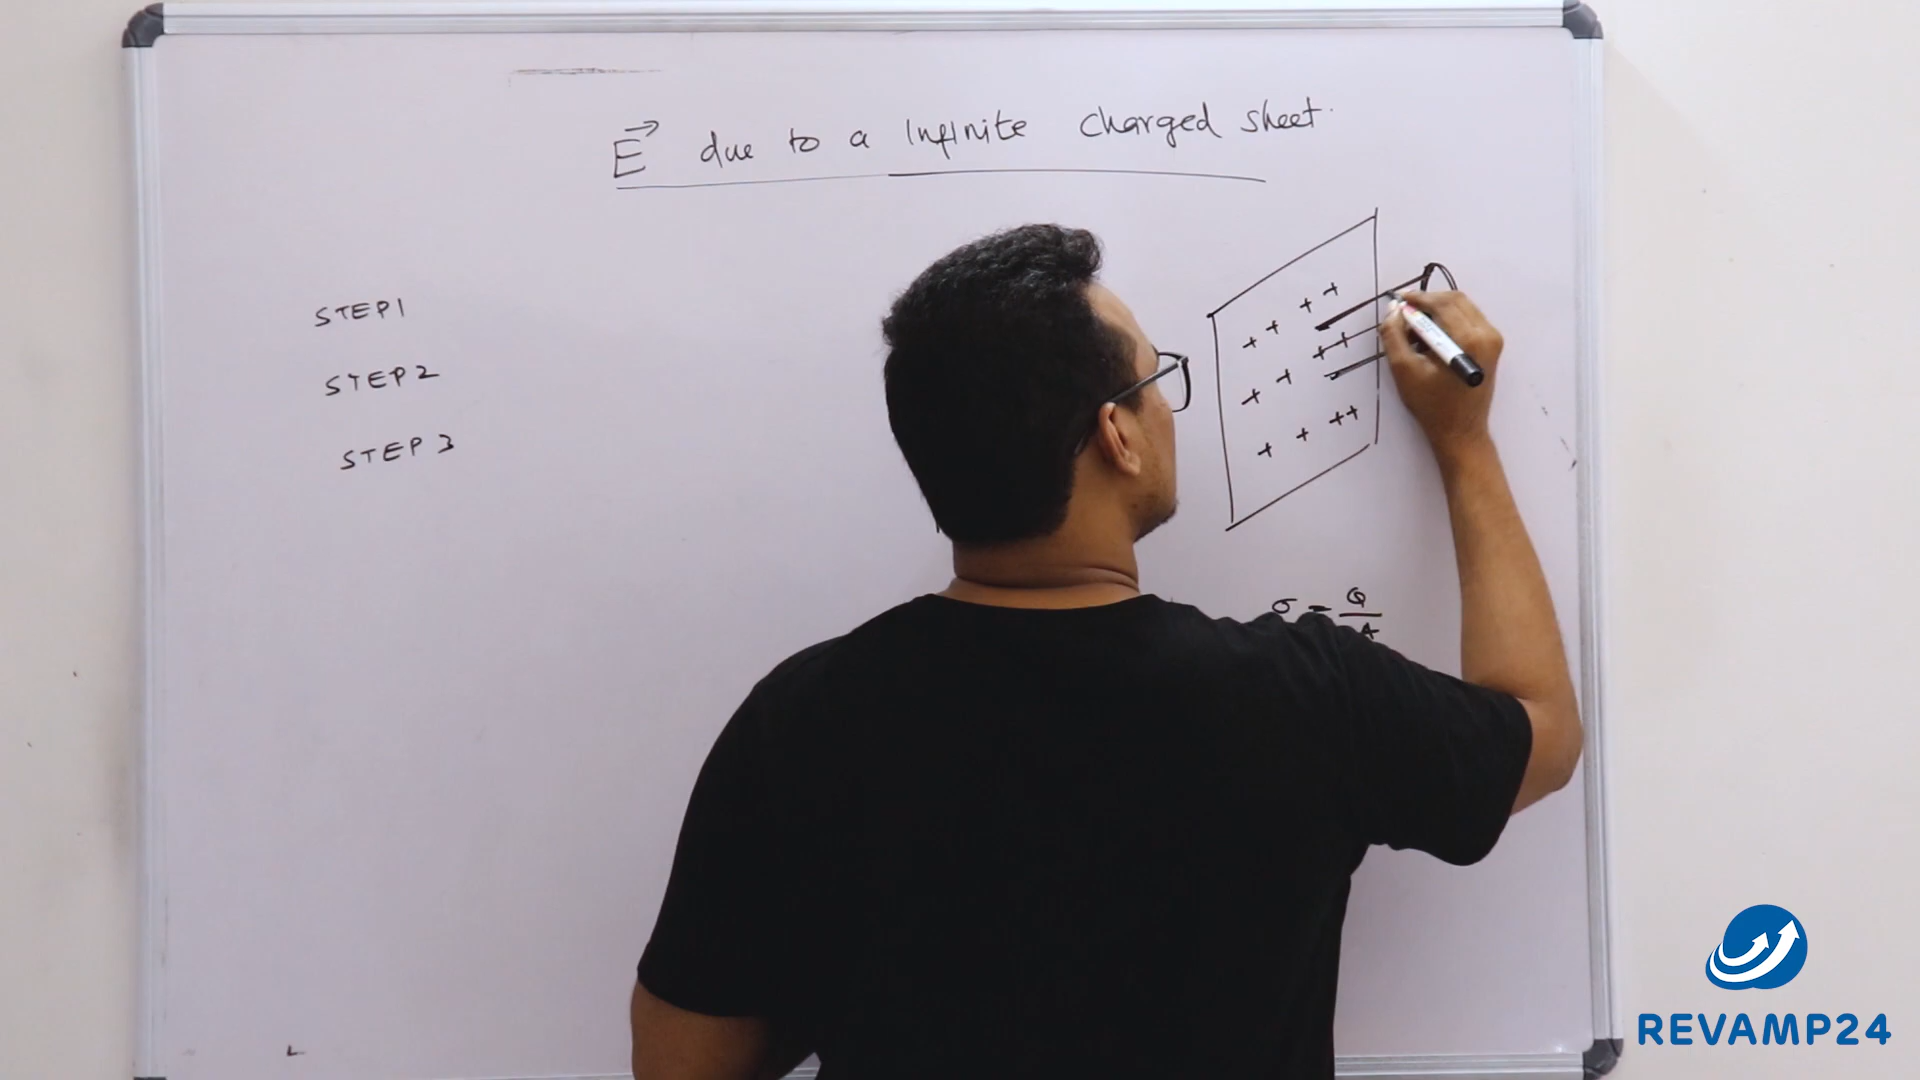 E due to a Infinite charged sheet.
STEP1
STEP2
STEP3
+ + + +
+ + + +
+ + + +
σ = Q/A
REVAMP24